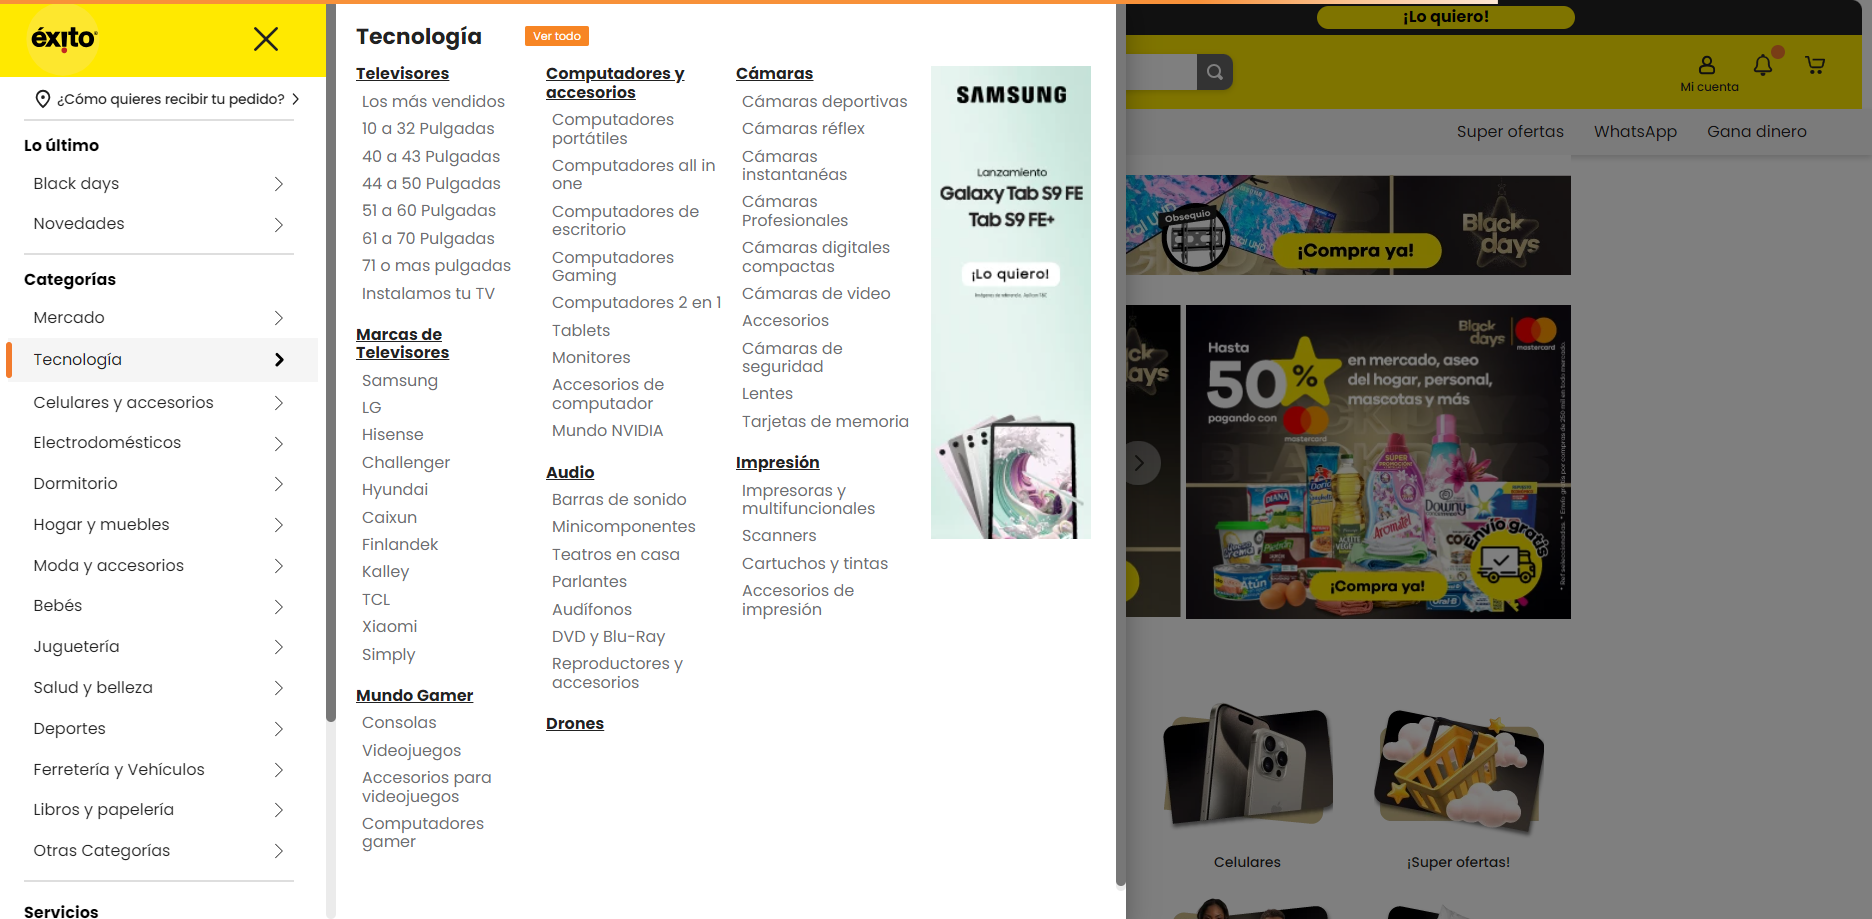 éxito
¿Cómo quieres recibir tu pedido?
Lo último
Black days
Novedades
Categorías
Mercado
Tecnología
Celulares y accesorios
Electrodomésticos
Dormitorio
Hogar y muebles
Moda y accesorios
Bebés
Juguetería
Salud y belleza
Deportes
Ferretería y Vehículos
Libros y papelería
Otras Categorías
Servicios
Tecnología
Ver todo
Televisores
Los más vendidos
10 a 32 Pulgadas
40 a 43 Pulgadas
44 a 50 Pulgadas
51 a 60 Pulgadas
61 a 70 Pulgadas
71 o mas pulgadas
Instalamos tu TV
Marcas de
Televisores
Samsung
LG
Hisense
Challenger
Hyundai
Caixun
Finlandek
Kalley
TCL
Xiaomi
Simply
Mundo Gamer
Consolas
Videojuegos
Accesorios para
videojuegos
Computadores
gamer
Computadores y
accesorios
Computadores
portátiles
Computadores all in
one
Computadores de
escritorio
Computadores
Gaming
Computadores 2 en 1
Tablets
Monitores
Accesorios de
computador
Mundo NVIDIA
Audio
Barras de sonido
Minicomponentes
Teatros en casa
Parlantes
Audífonos
DVD y Blu-Ray
Reproductores y
accesorios
Drones
Cámaras
Cámaras deportivas
Cámaras réflex
Cámaras
instantanéas
Cámaras
Profesionales
Cámaras digitales
compactas
Cámaras de video
Accesorios
Cámaras de
seguridad
Lentes
Tarjetas de memoria
Impresión
Impresoras y
multifuncionales
Scanners
Cartuchos y tintas
Accesorios de
impresión
SAMSUNG
Lanzamiento
Galaxy Tab S9 FE
Tab S9 FE+
¡Lo quiero!
¡Lo quiero!
Mi cuenta
Super ofertas
WhatsApp
Gana dinero
Obsequio
¡Compra ya!
Black
days
Black
days
mastercard
Hasta
50%
pagando con
mastercard
en mercado, aseo
del hogar, personal,
mascotas y más
Envío gratis
¡Compra ya!
Celulares
¡Super ofertas!